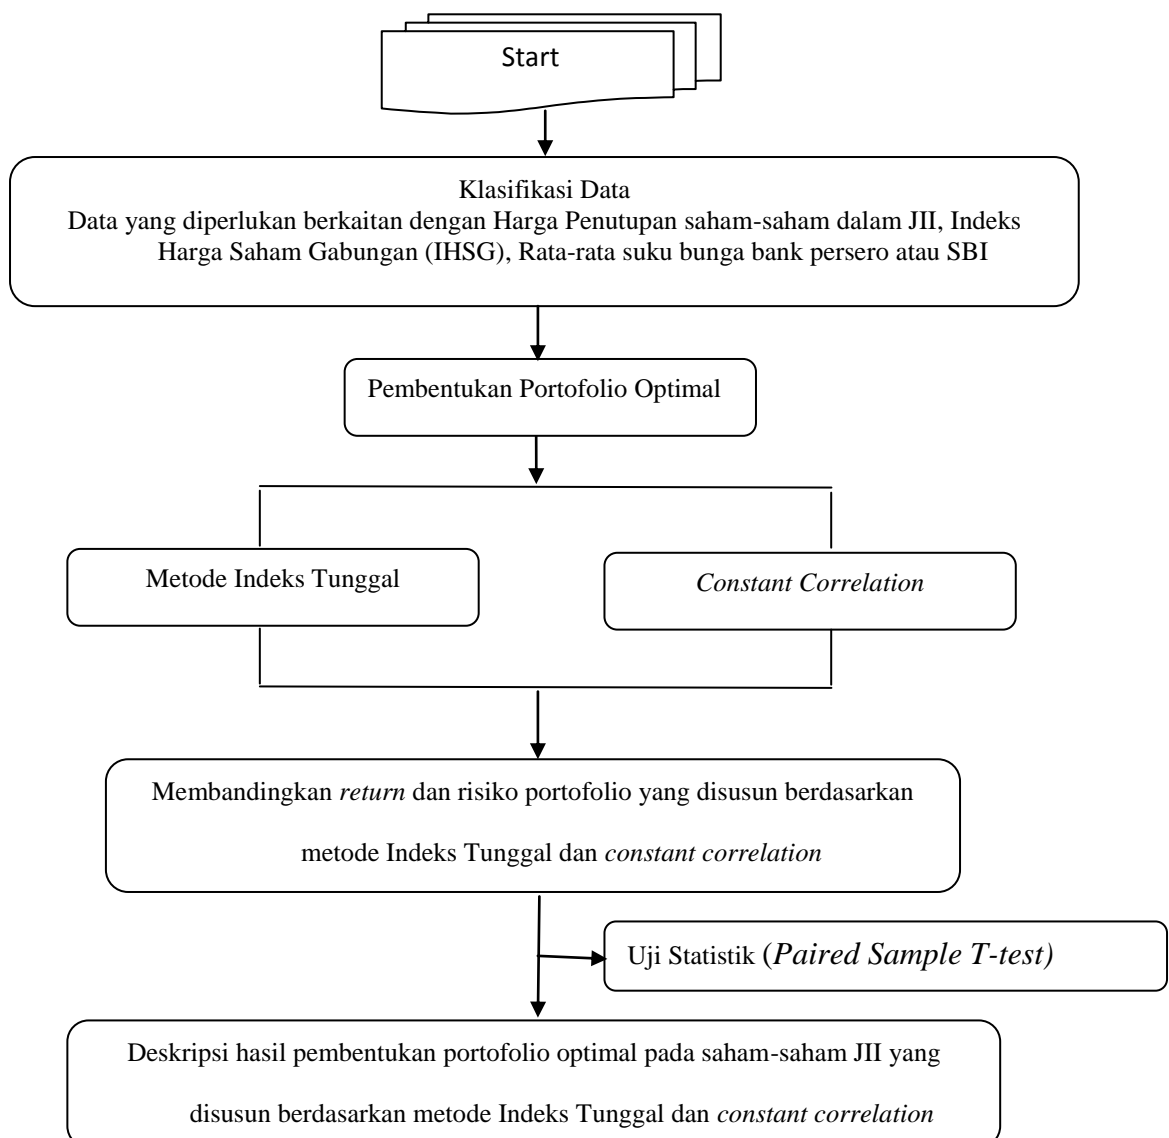 Start
Klasifikasi Data
Data yang diperlukan berkaitan dengan Harga Penutupan saham-saham dalam JII, Indeks
Harga Saham Gabungan (IHSG), Rata-rata suku bunga bank persero atau SBI
Pembentukan Portofolio Optimal
Metode Indeks Tunggal
Constant Correlation
Membandingkan return dan risiko portofolio yang disusun berdasarkan
metode Indeks Tunggal dan constant correlation
Uji Statistik (Paired Sample T-test)
Deskripsi hasil pembentukan portofolio optimal pada saham-saham JII yang
disusun berdasarkan metode Indeks Tunggal dan constant correlation